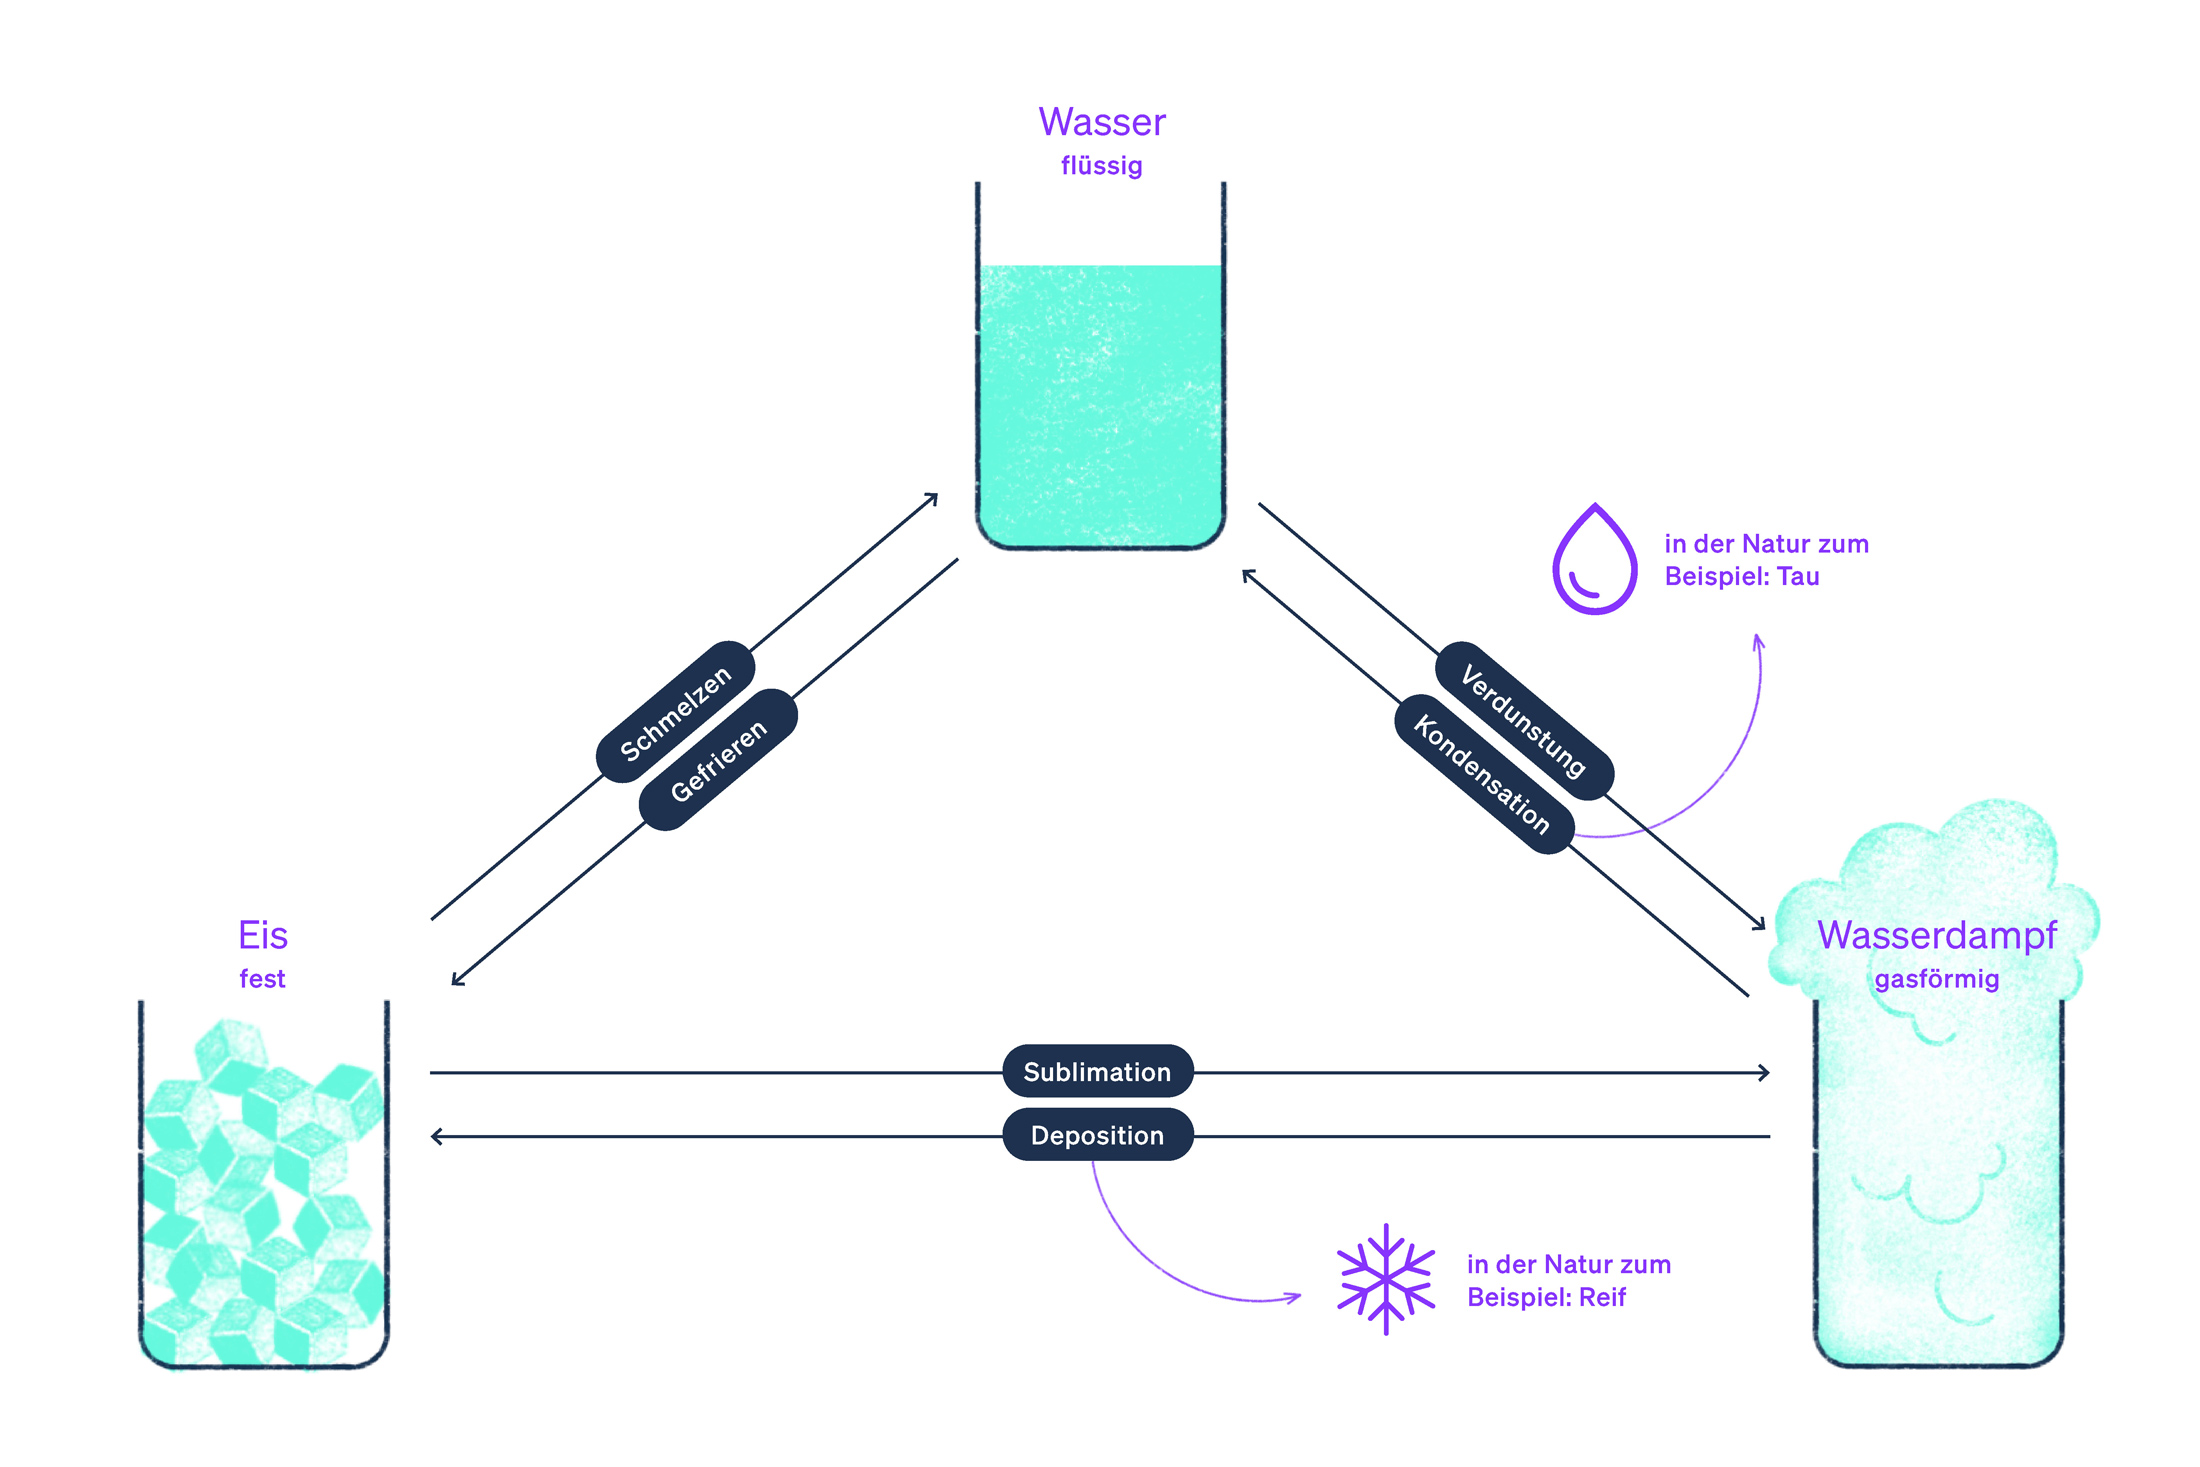 Wasser
flüssig
in der Natur zum
Beispiel: Tau
Schmelzen
Gefrieren
Verdunstung
Kondensation
Eis
fest
Wasserdampf
gasförmig
Sublimation
Deposition
in der Natur zum
Beispiel: Reif